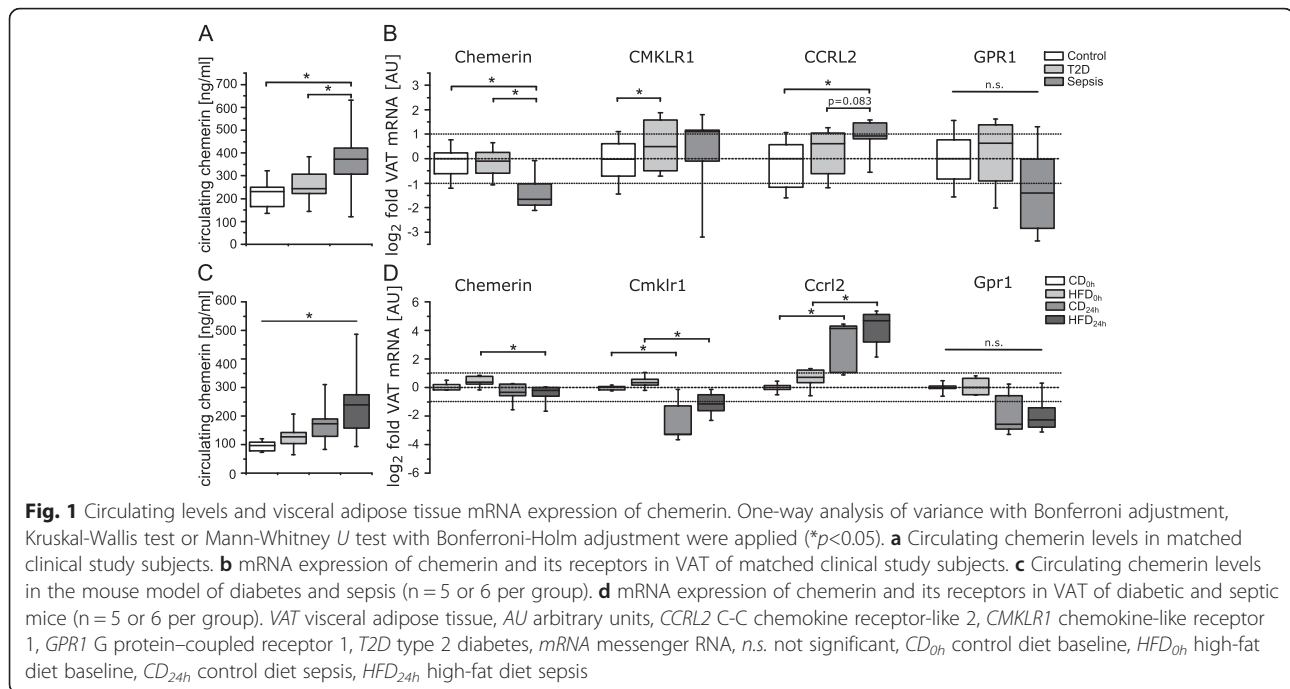 A
B
Chemerin
CMKLR1
CCRL2
GPR1
Control
T2D
Sepsis
circulating chemerin [ng/ml]
700
600
500
400
300
200
100
0
*
*
log2 fold VAT mRNA [AU]
3
2
1
0
-1
-2
-3
*
*
*
*
p=0.083
n.s.
C
D
Chemerin
Cmklr1
Ccrl2
Gpr1
CD0h
HFD0h
CD24h
HFD24h
circulating chemerin [ng/ml]
600
500
400
300
200
100
0
*
log2 fold VAT mRNA [AU]
6
4
2
0
-2
-4
-6
*
*
*
*
*
n.s.
Fig. 1 Circulating levels and visceral adipose tissue mRNA expression of chemerin. One-way analysis of variance with Bonferroni adjustment,
Kruskal-Wallis test or Mann-Whitney U test with Bonferroni-Holm adjustment were applied (*p<0.05). a Circulating chemerin levels in matched
clinical study subjects. b mRNA expression of chemerin and its receptors in VAT of matched clinical study subjects. c Circulating chemerin levels
in the mouse model of diabetes and sepsis (n = 5 or 6 per group). d mRNA expression of chemerin and its receptors in VAT of diabetic and septic
mice (n = 5 or 6 per group). VAT visceral adipose tissue, AU arbitrary units, CCRL2 C-C chemokine receptor-like 2, CMKLR1 chemokine-like receptor
1, GPR1 G protein–coupled receptor 1, T2D type 2 diabetes, mRNA messenger RNA, n.s. not significant, CD0h control diet baseline, HFD0h high-fat
diet baseline, CD24h control diet sepsis, HFD24h high-fat diet sepsis